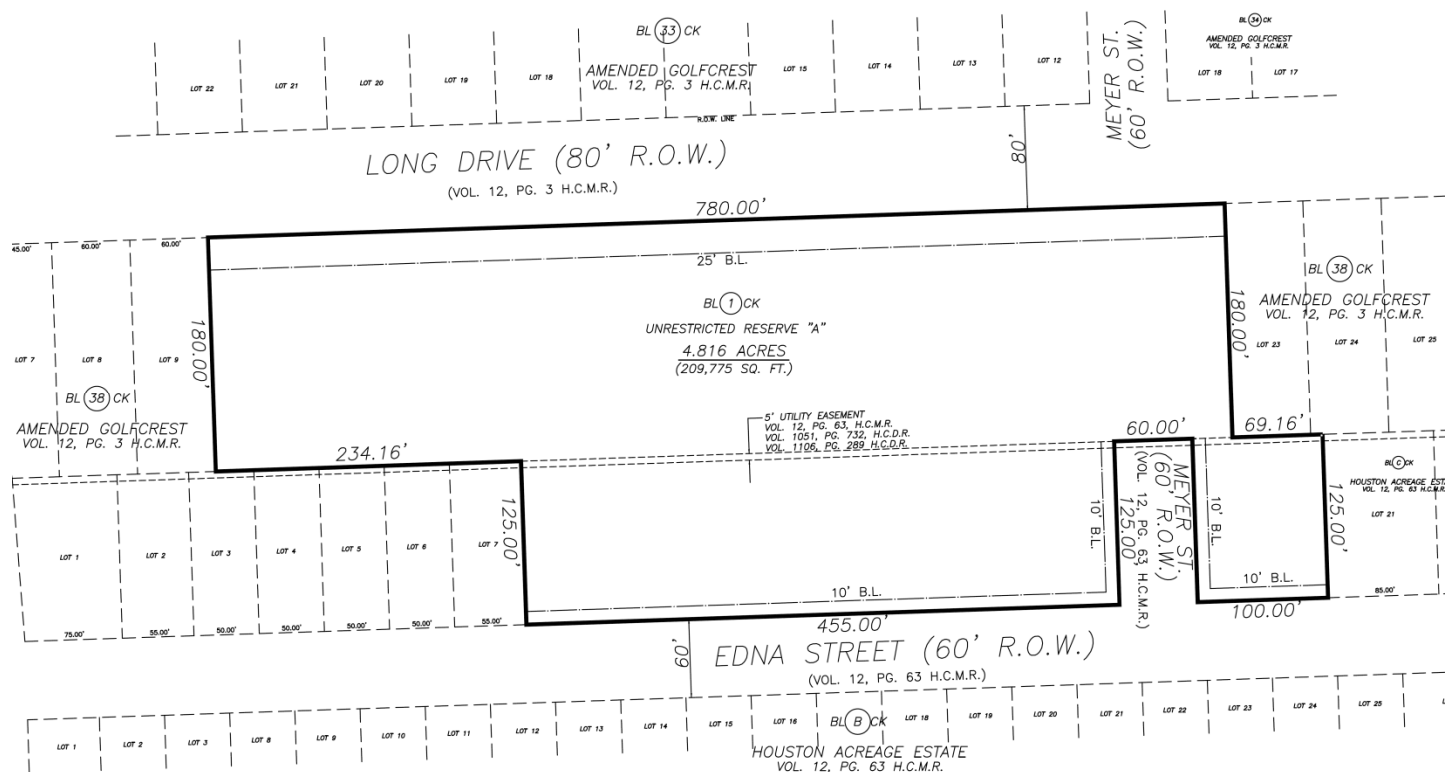 BL 33 CK
AMENDED GOLFCREST
VOL. 12, PG. 3 H.C.M.R.
LOT 22
LOT 21
LOT 20
LOT 19
LOT 18
LOT 15
LOT 14
LOT 13
LOT 12
R.O.W. LINE
MEYER ST.
(60' R.O.W.)
BL 34 CK
AMENDED GOLFCREST
VOL. 12, PG. 3 H.C.M.R.
LOT 18
LOT 17
LONG DRIVE (80' R.O.W.)
(VOL. 12, PG. 3 H.C.M.R.)
80'
780.00'
25' B.L.
45.00'
60.00'
60.00'
180.00'
LOT 7
LOT 8
LOT 9
BL 38 CK
AMENDED GOLFCREST
VOL. 12, PG. 3 H.C.M.R.
BL 1 CK
UNRESTRICTED RESERVE "A"
4.816 ACRES
(209,775 SQ. FT.)
180.00'
BL 38 CK
AMENDED GOLFCREST
VOL. 12, PG. 3 H.C.M.R.
LOT 23
LOT 24
LOT 25
5' UTILITY EASEMENT
VOL. 12, PG. 63, H.C.M.R.
VOL. 1051, PG. 732, H.C.D.R.
VOL. 1106, PG. 289 H.C.D.R.
234.16'
60.00'
69.16'
125.00'
LOT 1
LOT 2
LOT 3
LOT 4
LOT 5
LOT 6
LOT 7
75.00'
55.00'
50.00'
50.00'
50.00'
50.00'
55.00'
10' B.L.
10' B.L.
125.00'
MEYER ST.
(60' R.O.W.)
(VOL. 12, PG. 63 H.C.M.R.)
10' B.L.
10' B.L.
125.00'
BL C CK
HOUSTON ACREAGE ESTA
VOL. 12, PG. 63 H.C.M.R.
LOT 21
85.00'
455.00'
100.00'
60'
EDNA STREET (60' R.O.W.)
(VOL. 12, PG. 63 H.C.M.R.)
LOT 1
LOT 2
LOT 3
LOT 8
LOT 9
LOT 10
LOT 11
LOT 12
LOT 13
LOT 14
LOT 15
LOT 16
BL B CK
LOT 18
LOT 19
LOT 20
LOT 21
LOT 22
LOT 23
LOT 24
LOT 25
HOUSTON ACREAGE ESTATE
VOL. 12, PG. 63 H.C.M.R.